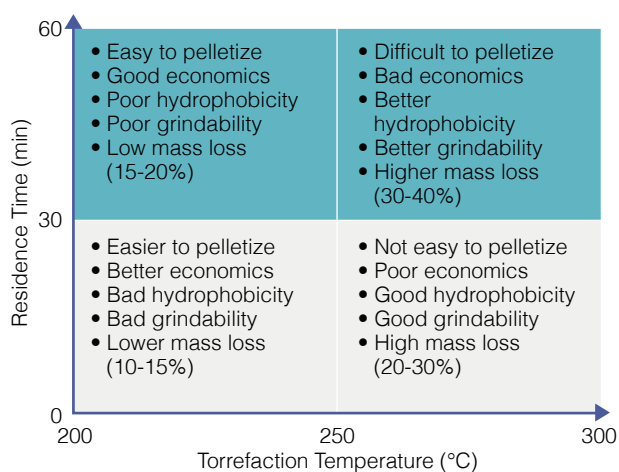 60
• Easy to pelletize
• Good economics
• Poor hydrophobicity
• Poor grindability
• Low mass loss
(15-20%)
• Difficult to pelletize
• Bad economics
• Better
hydrophobicity
• Better grindability
• Higher mass loss
(30-40%)
Residence Time (min)
30
• Easier to pelletize
• Better economics
• Bad hydrophobicity
• Bad grindability
• Lower mass loss
(10-15%)
• Not easy to pelletize
• Poor economics
• Good hydrophobicity
• Good grindability
• High mass loss
(20-30%)
0
200
250
300
Torrefaction Temperature (°C)